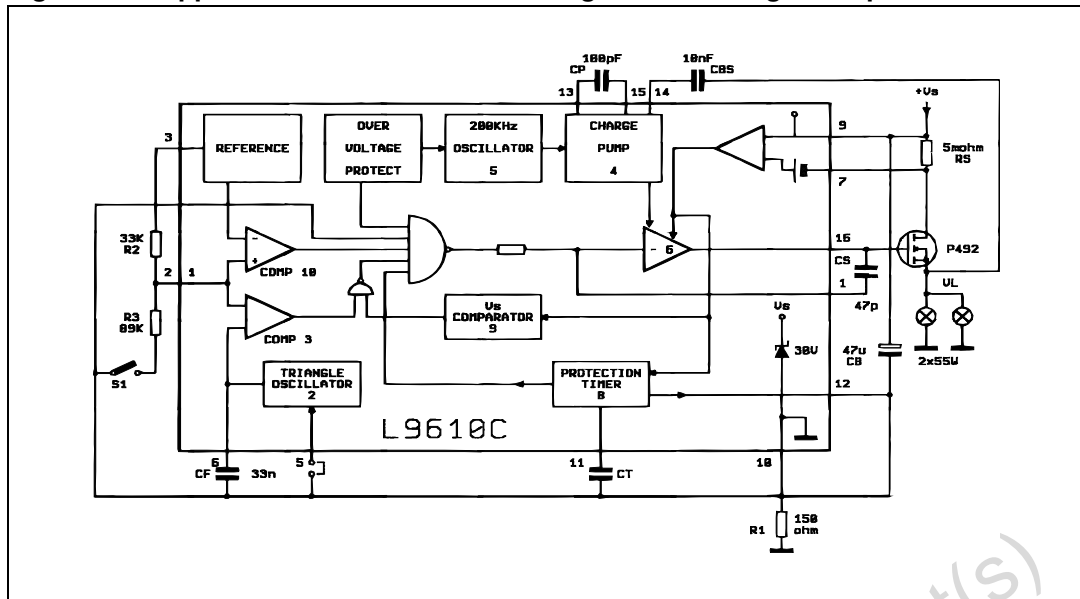 100pF
CP
10nF
CBS
13
15
14
+Vs
3
REFERENCE
OVER
VOLTAGE
PROTECT
200KHz
OSCILLATOR
5
CHARGE
PUMP
4
9
5mohm
RS
7
33K
R2
-
+
COMP 10
- 6
16
CS
P492
2
1
1
47p
VL
R3
89K
COMP 3
Vs
COMPARATOR
9
Vs
30V
47u
CB
2x55W
S1
TRIANGLE
OSCILLATOR
2
PROTECTION
TIMER
8
12
L9610C
6
CF
33n
5
11
CT
10
R1
150
ohm
t(s)